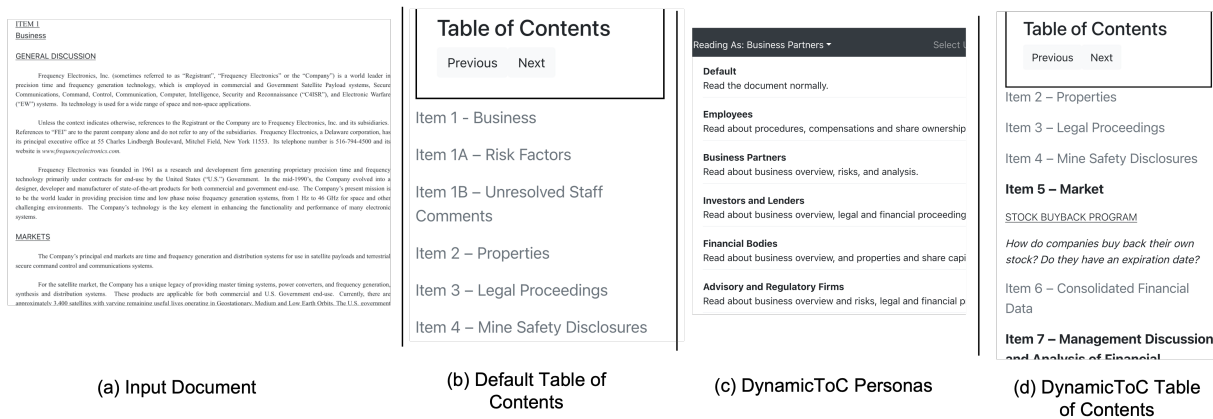 ITEM 1
Business
GENERAL DISCUSSION
Frequency Electronics, Inc. (sometimes referred to as "Registrant", "Frequency Electronics" or the "Company") is a world leader in
precision time and frequency generation technology, which is employed in commercial and Government Satellite Payload systems, Secure
Communications, Command, Control, Communication, Computer, Intelligence, Security and Reconnaissance ("C4ISR"), and Electronic Warfare
("EW") systems. Its technology is used for a wide range of space and non-space applications.
Unless the context indicates otherwise, references to the Registrant or the Company are to Frequency Electronics, Inc. and its subsidiaries.
References to "FEI" are to the parent company alone and do not refer to any of the subsidiaries. Frequency Electronics, a Delaware corporation, has
its principal executive office at 55 Charles Lindbergh Boulevard, Mitchel Field, New York 11553. Its telephone number is 516-794-4500 and its
website is www.frequencyelectronics.com.
Frequency Electronics was founded in 1961 as a research and development firm generating proprietary precision time and frequency
technology primarily under contracts for end-use by the United States ("U.S.") Government. In the mid-1990's, the Company evolved into a
designer, developer and manufacturer of state-of-the-art products for both commercial and government end-use. The Company's present mission is
to be the world leader in providing precision time and low phase noise frequency generation systems, from 1 Hz to 46 GHz for space and other
challenging environments. The Company's technology is the key element in enhancing the functionality and performance of many electronic
systems.
MARKETS
The Company's principal end markets are time and frequency generation and distribution systems for use in satellite payloads and terrestrial
secure command control and communications systems.
For the satellite market, the Company has a unique legacy of providing master timing systems, power converters, and frequency generation,
synthesis and distribution systems. These products are applicable for both commercial and U.S. Government end-use. Currently, there are
approximately 3,400 satellites with varying remaining useful lives operating in Geostationary, Medium and Low Earth Orbits. The U.S. government
(a) Input Document
Table of Contents
Previous Next
Item 1 - Business
Item 1A – Risk Factors
Item 1B – Unresolved Staff
Comments
Item 2 – Properties
Item 3 – Legal Proceedings
Item 4 – Mine Safety Disclosures
(b) Default Table of
Contents
Reading As: Business Partners Select U
Default
Read the document normally.
Employees
Read about procedures, compensations and share ownership
Business Partners
Read about business overview, risks, and analysis.
Investors and Lenders
Read about business overview, legal and financial proceeding
Financial Bodies
Read about business overview, and properties and share capi
Advisory and Regulatory Firms
Read about business overview and risks, legal and financial p
(c) DynamicToC Personas
Table of Contents
Previous Next
Item 2 – Properties
Item 3 – Legal Proceedings
Item 4 – Mine Safety Disclosures
Item 5 – Market
STOCK BUYBACK PROGRAM
How do companies buy back their own
stock? Do they have an expiration date?
Item 6 – Consolidated Financial
Data
Item 7 – Management Discussion
and Analysis of Financial
(d) DynamicToC Table
of Contents